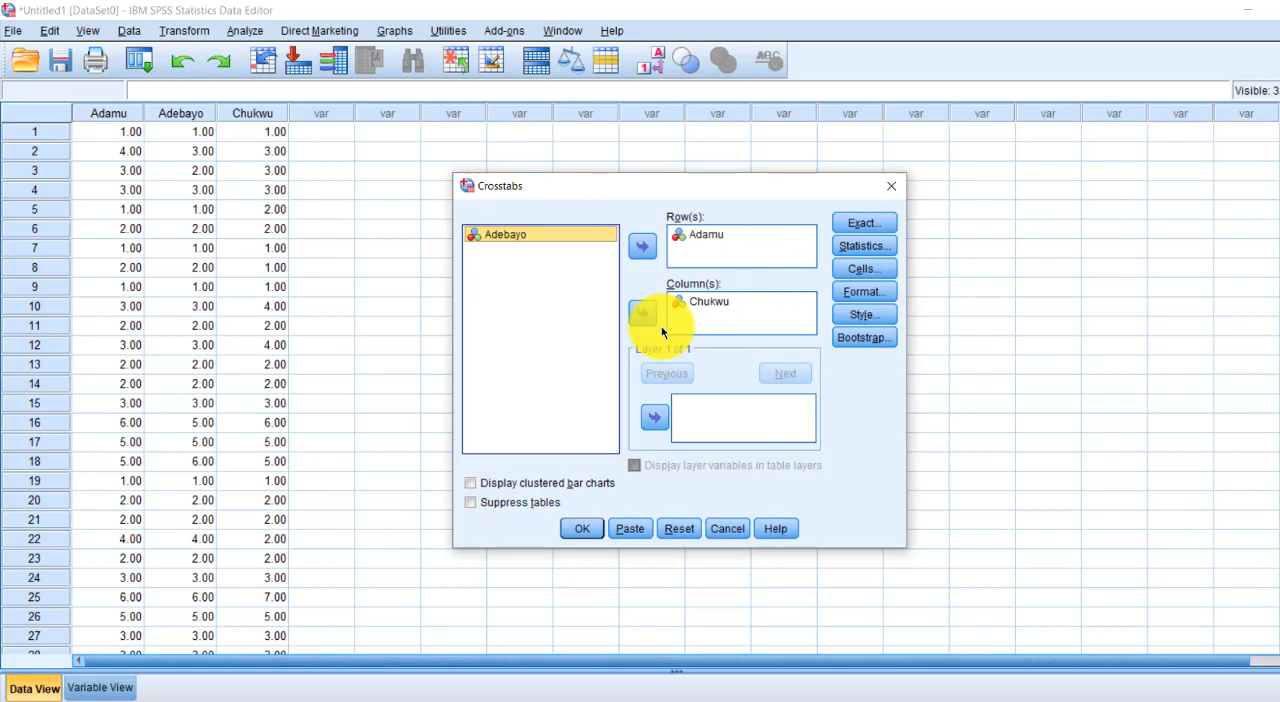 *Untitled1 [DataSet0] - IBM SPSS Statistics Data Editor
File Edit View Data Transform Analyze Direct Marketing Graphs Utilities Add-ons Window Help
Visible: 3
Adamu Adebayo Chukwu var var var var var var var var var var var var var var var
1 1.00 1.00 1.00
2 4.00 3.00 3.00
3 3.00 2.00 3.00
4 3.00 3.00 3.00
5 1.00 1.00 2.00
6 2.00 2.00 2.00
7 1.00 1.00 1.00
8 2.00 2.00 1.00
9 1.00 1.00 1.00
10 3.00 3.00 4.00
11 2.00 2.00 2.00
12 3.00 3.00 4.00
13 2.00 2.00 2.00
14 2.00 2.00 2.00
15 3.00 3.00 3.00
16 6.00 5.00 6.00
17 5.00 5.00 5.00
18 5.00 6.00 5.00
19 1.00 1.00 1.00
20 2.00 2.00 2.00
21 2.00 2.00 2.00
22 4.00 4.00 2.00
23 2.00 2.00 2.00
24 3.00 3.00 3.00
25 6.00 6.00 7.00
26 5.00 5.00 5.00
27 3.00 3.00 3.00
Crosstabs
Adebayo
Row(s):
Adamu
Column(s):
Chukwu
Layer 1 of 1
Previous Next
Display layer variables in table layers
Exact...
Statistics...
Cells...
Format...
Style...
Bootstrap...
Display clustered bar charts
Suppress tables
OK Paste Reset Cancel Help
Data View Variable View